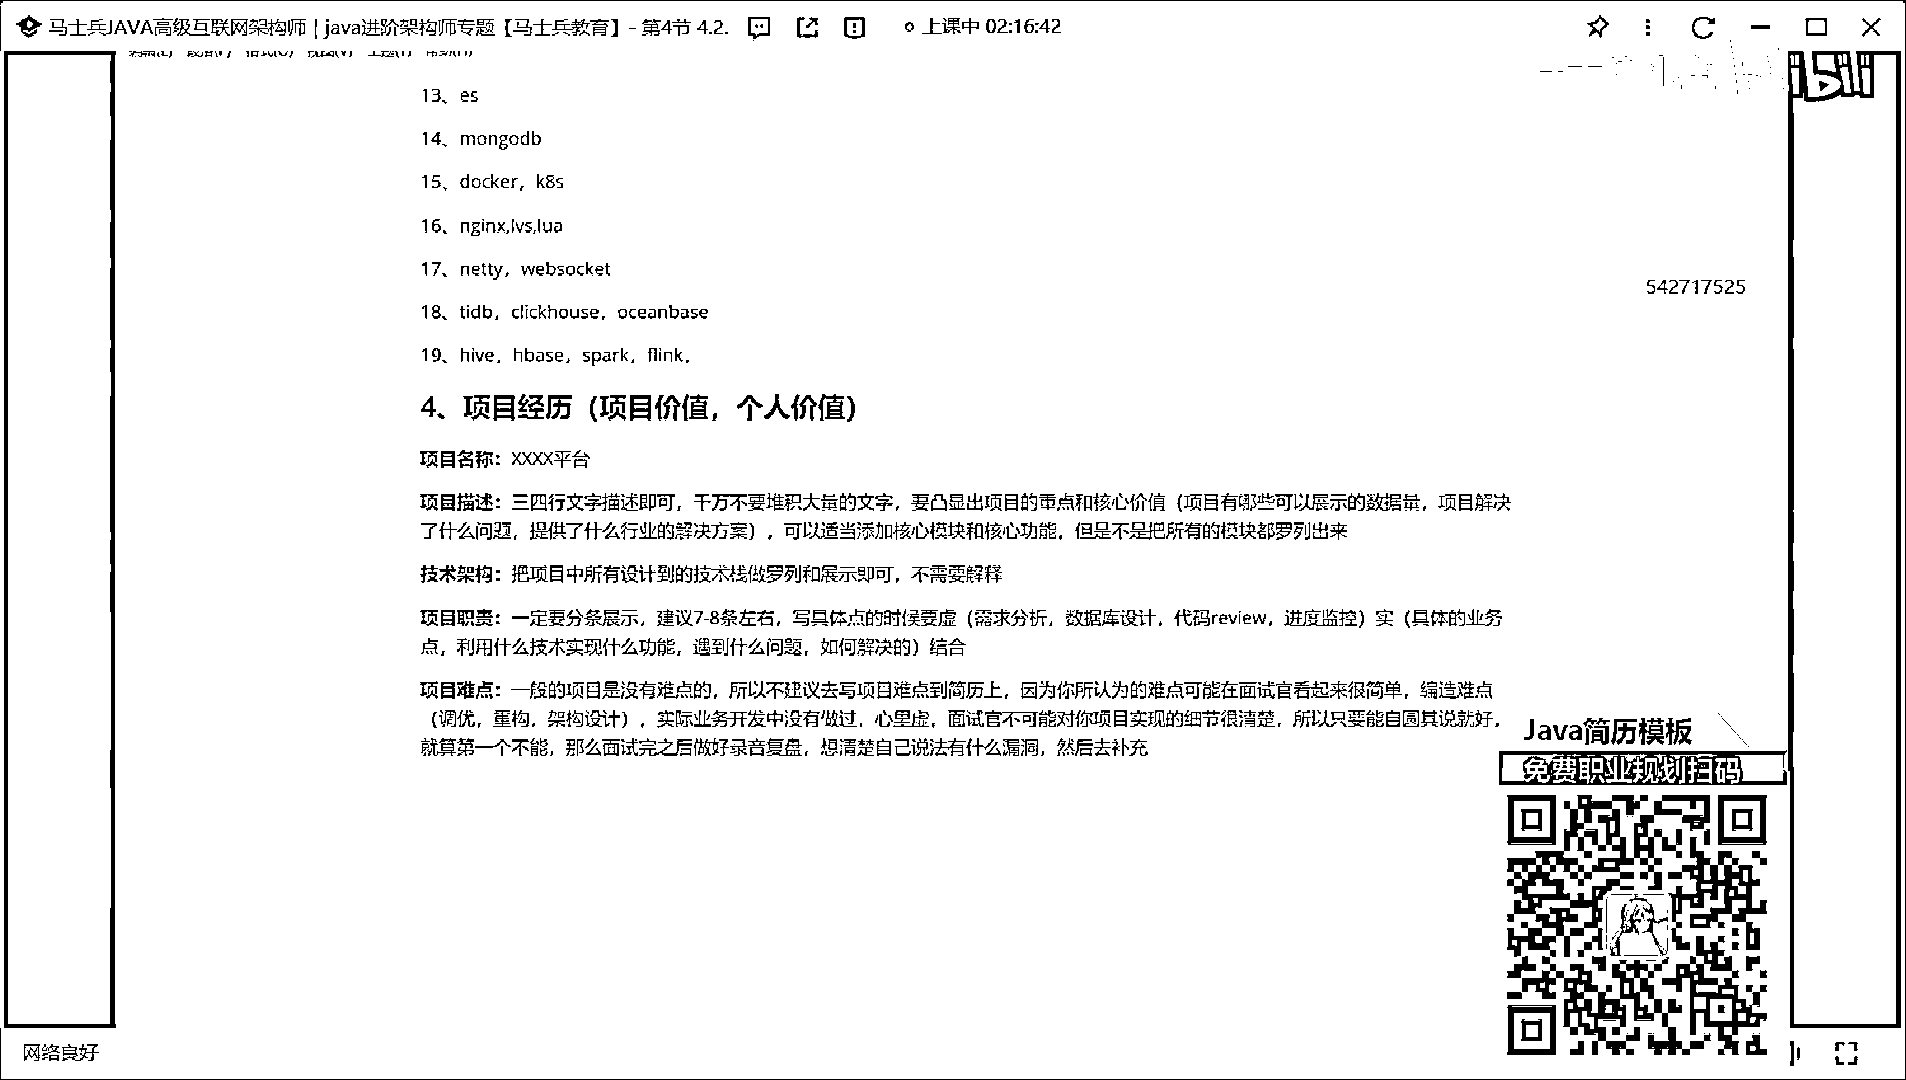 马士兵JAVA高级互联网架构师 | java进阶架构师专题【马士兵教育】- 第4节 4.2.
上课中 02:16:42
13、es
14、mongodb
15、docker，k8s
16、nginx,lvs,lua
17、netty，websocket
542717525
18、tidb，clickhouse，oceanbase
19、hive，hbase，spark，flink，
4、项目经历（项目价值，个人价值）
项目名称：XXXX平台
项目描述：三四行文字描述即可，千万不要堆积大量的文字，要凸显出项目的重点和核心价值（项目有哪些可以展示的数据量，项目解决
了什么问题，提供了什么行业的解决方案），可以适当添加核心模块和核心功能，但是不是把所有的模块都罗列出来
技术架构：把项目中所有设计到的技术栈做罗列和展示即可，不需要解释
项目职责：一定要分条展示，建议7-8条左右，写具体点的时候要虚（需求分析，数据库设计，代码review，进度监控）实（具体的业务
点，利用什么技术实现什么功能，遇到什么问题，如何解决的）结合
项目难点：一般的项目是没有难点的，所以不建议去写项目难点到简历上，因为你所认为的难点可能在面试官看起来很简单，编造难点
（调优，重构，架构设计），实际业务开发中没有做过，心里虚，面试官不可能对你项目实现的细节很清楚，所以只要能自圆其说就好，
就算第一个不能，那么面试完之后做好录音复盘，想清楚自己说法有什么漏洞，然后去补充
Java简历模板
免费职业规划扫码
网络良好